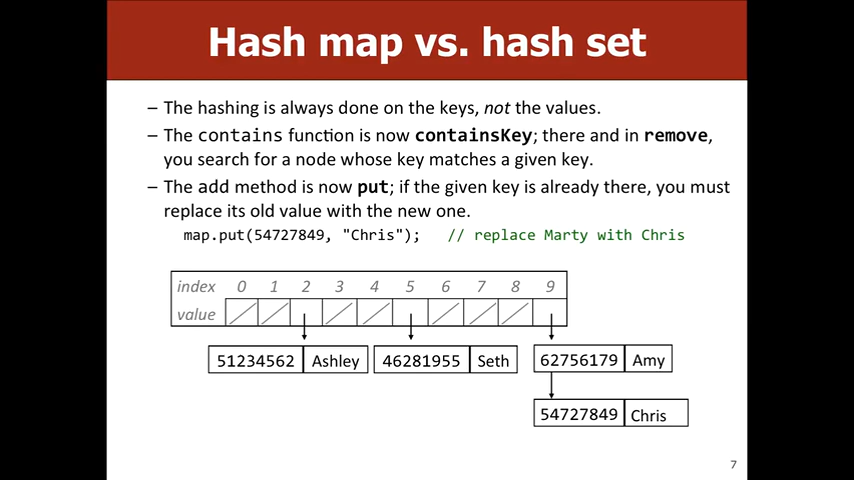 Hash map vs. hash set
– The hashing is always done on the keys, not the values.
– The contains function is now containsKey; there and in remove,
you search for a node whose key matches a given key.
– The add method is now put; if the given key is already there, you must
replace its old value with the new one.
map.put(54727849, "Chris"); // replace Marty with Chris
index 0 1 2 3 4 5 6 7 8 9
value
51234562 Ashley 46281955 Seth 62756179 Amy
54727849 Chris
7